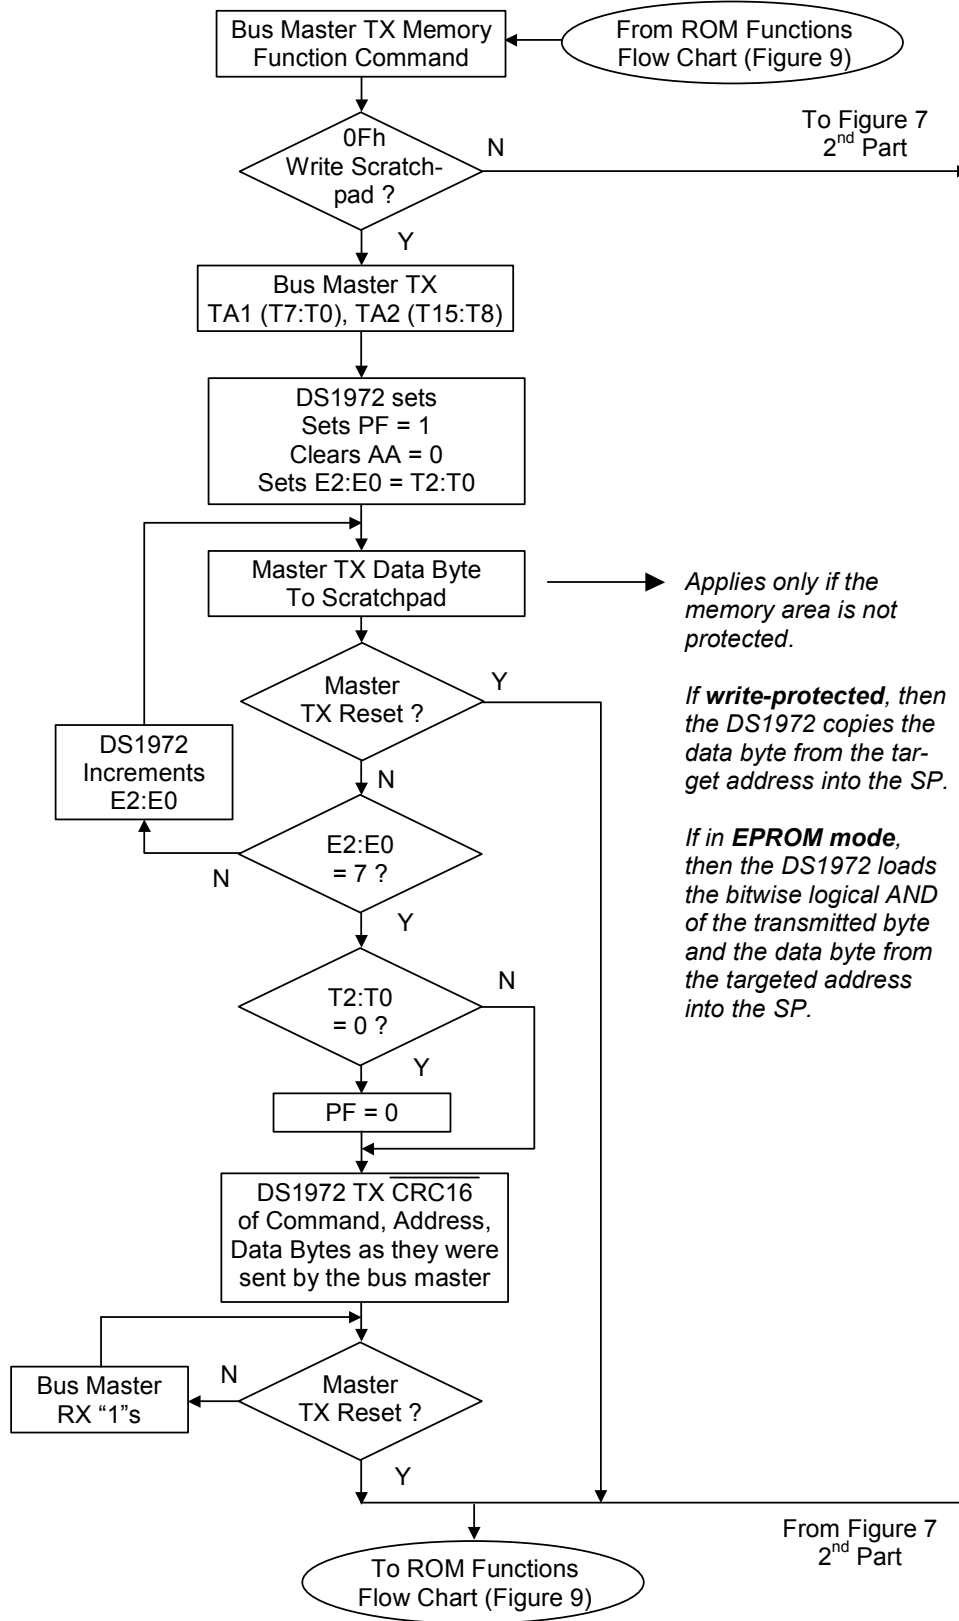 Bus Master TX Memory
Function Command
From ROM Functions
Flow Chart (Figure 9)
To Figure 7
2nd Part
0Fh
Write Scratch-
pad ?
N
Y
Bus Master TX
TA1 (T7:T0), TA2 (T15:T8)
DS1972 sets
Sets PF = 1
Clears AA = 0
Sets E2:E0 = T2:T0
Master TX Data Byte
To Scratchpad
Applies only if the
memory area is not
protected.
If write-protected, then
the DS1972 copies the
data byte from the tar-
get address into the SP.
If in EPROM mode,
then the DS1972 loads
the bitwise logical AND
of the transmitted byte
and the data byte from
the targeted address
into the SP.
Master
TX Reset ?
Y
N
DS1972
Increments
E2:E0
E2:E0
= 7 ?
N
Y
T2:T0
= 0 ?
N
Y
PF = 0
DS1972 TX CRC16
of Command, Address,
Data Bytes as they were
sent by the bus master
Master
TX Reset ?
N
Bus Master
RX “1”s
Y
From Figure 7
2nd Part
To ROM Functions
Flow Chart (Figure 9)